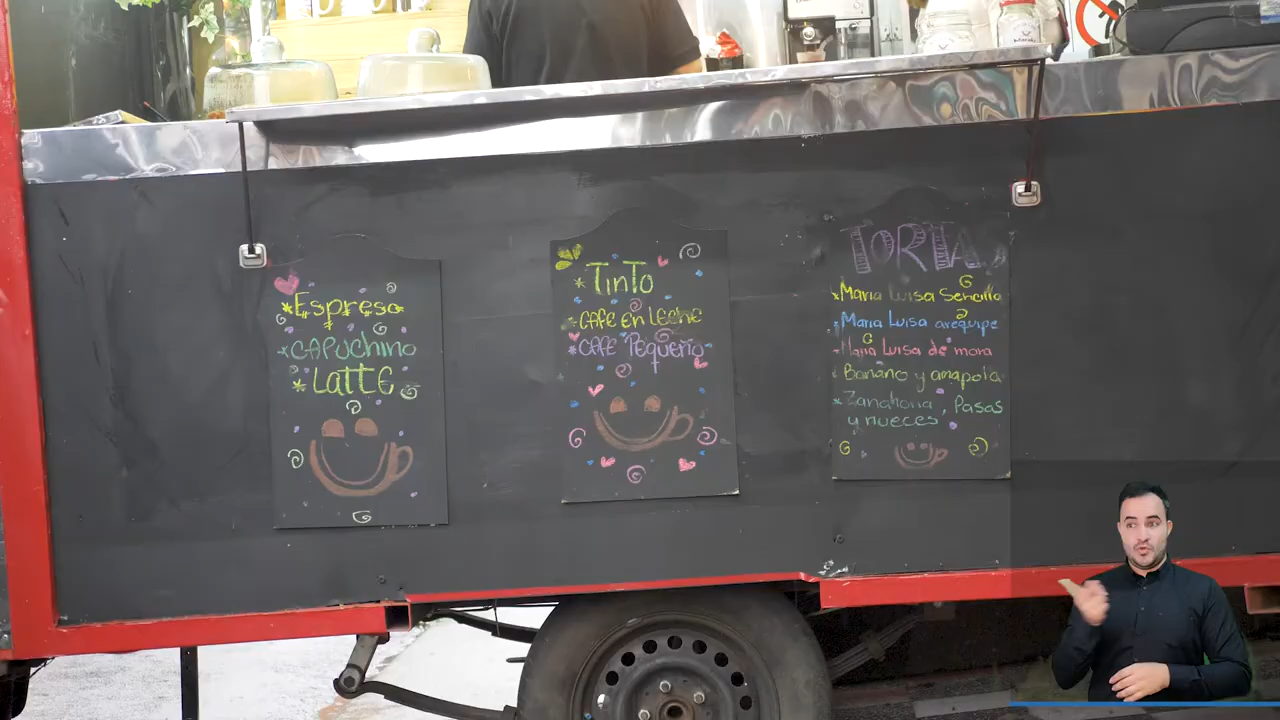 *Espreso
*CAPuchino
*LaTTE
*TinTo
*CAFE en Leche
*CAFE Pequeño
TORTAS
*Maria Luisa Sencilla
*Maria Luisa arequipe
*Maria Luisa de mora
*Banano y amapola
*Zanahoria, Pasas
y nueces